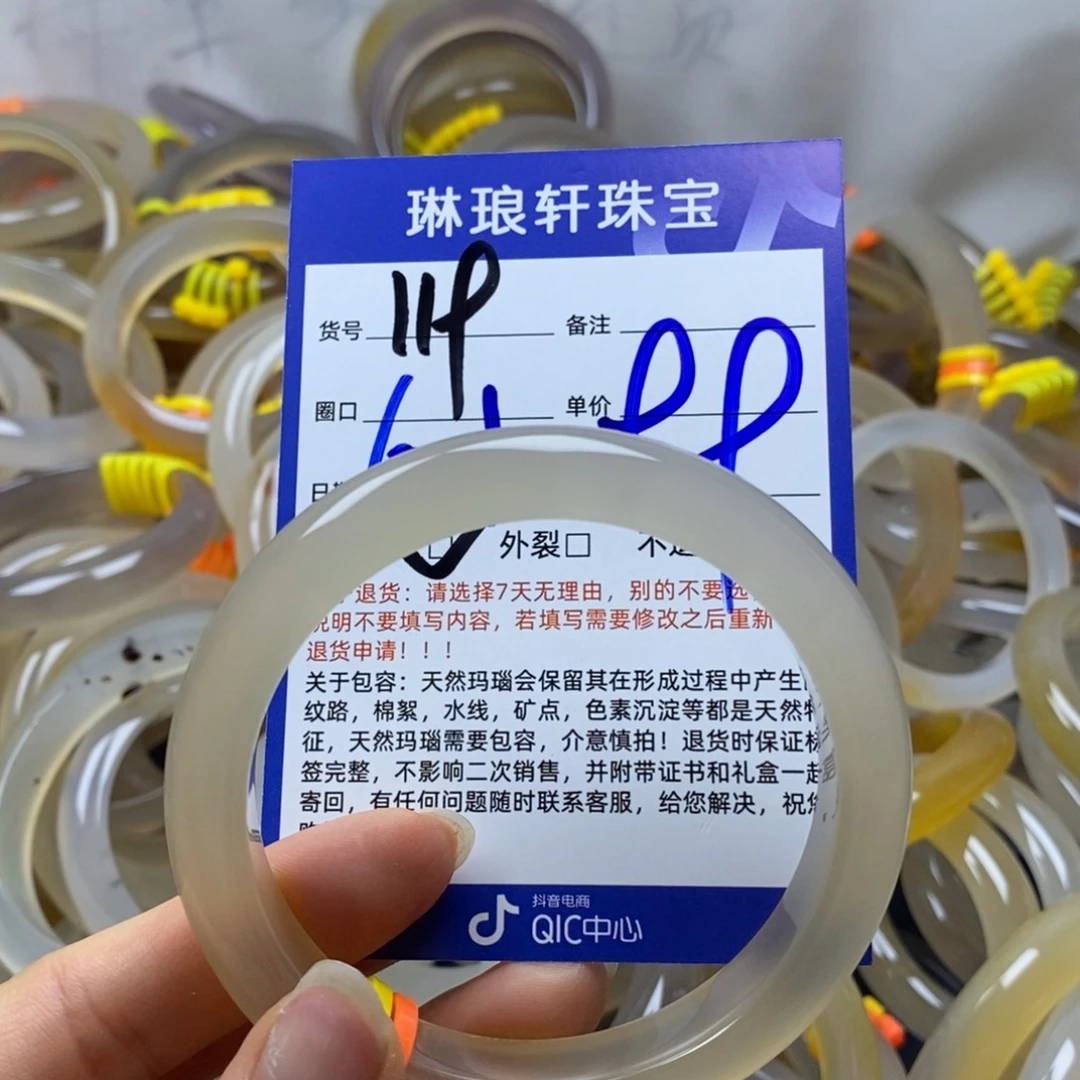 琳琅轩珠宝
货号 备注
圈口 单价
外裂□
退货：请选择7天无理由，别的不要选
说明不要填写内容，若填写需要修改之后重新
退货申请！！！
关于包容：天然玛瑙会保留其在形成过程中产生
纹路，棉絮，水线，矿点，色素沉淀等都是天然特
征，天然玛瑙需要包容，介意慎拍！退货时保证标
签完整，不影响二次销售，并附带证书和礼盒一起
寄回，有任何问题随时联系客服，给您解决，祝您
抖音电商
QIC中心